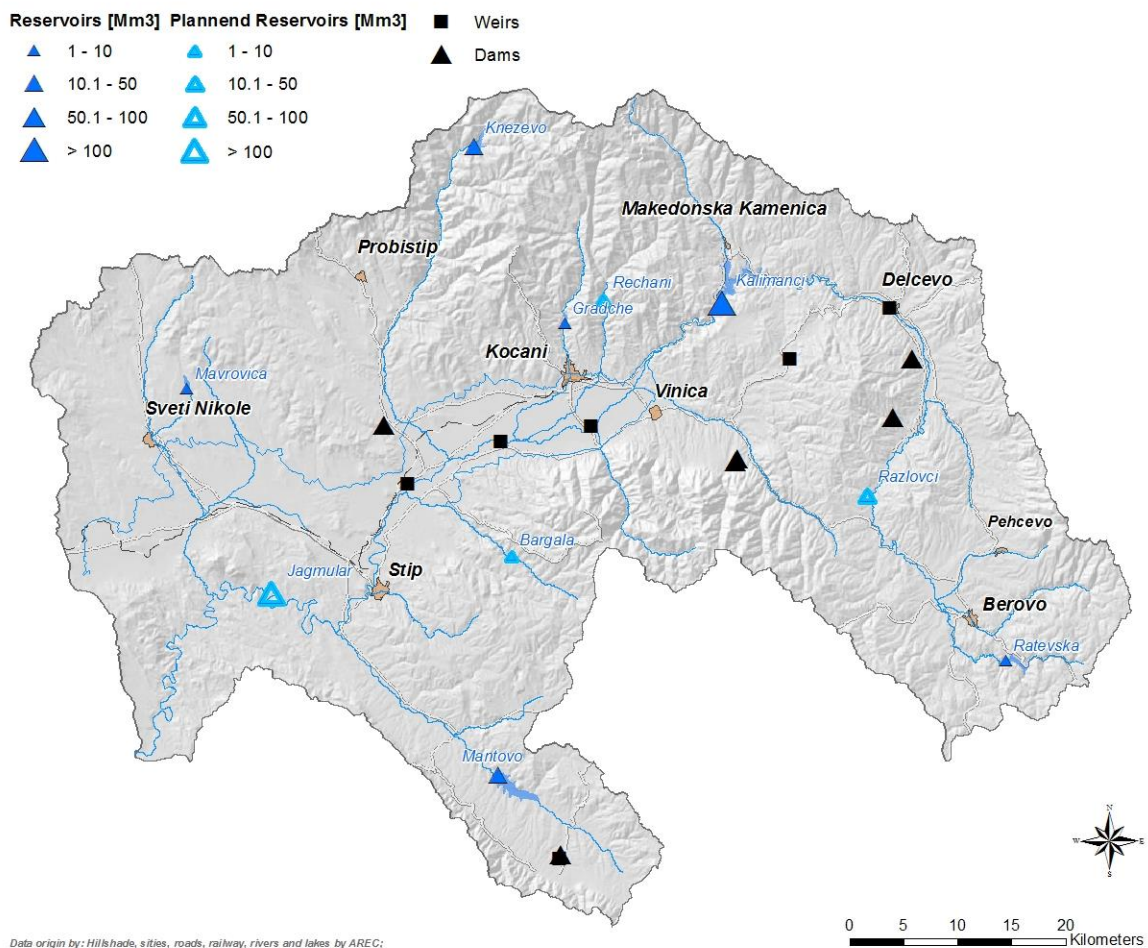 Reservoirs [Mm3] Plannend Reservoirs [Mm3]
Weirs
1 - 10
1 - 10
Dams
10.1 - 50
10.1 - 50
50.1 - 100
50.1 - 100
> 100
> 100
Knezevo
Makedonska Kamenica
Probistip
Rechani
Kalimanci
Delcevo
Gradche
Kocani
Mavrovica
Vinica
Sveti Nikole
Razlovci
Pehcevo
Bargala
Jagmular
Stip
Berovo
Ratevska
Mantovo
N
W E
S
0 5 10 15 20
Kilometers
Data origin by: Hillshade, sities, roads, railway, rivers and lakes by AREC;